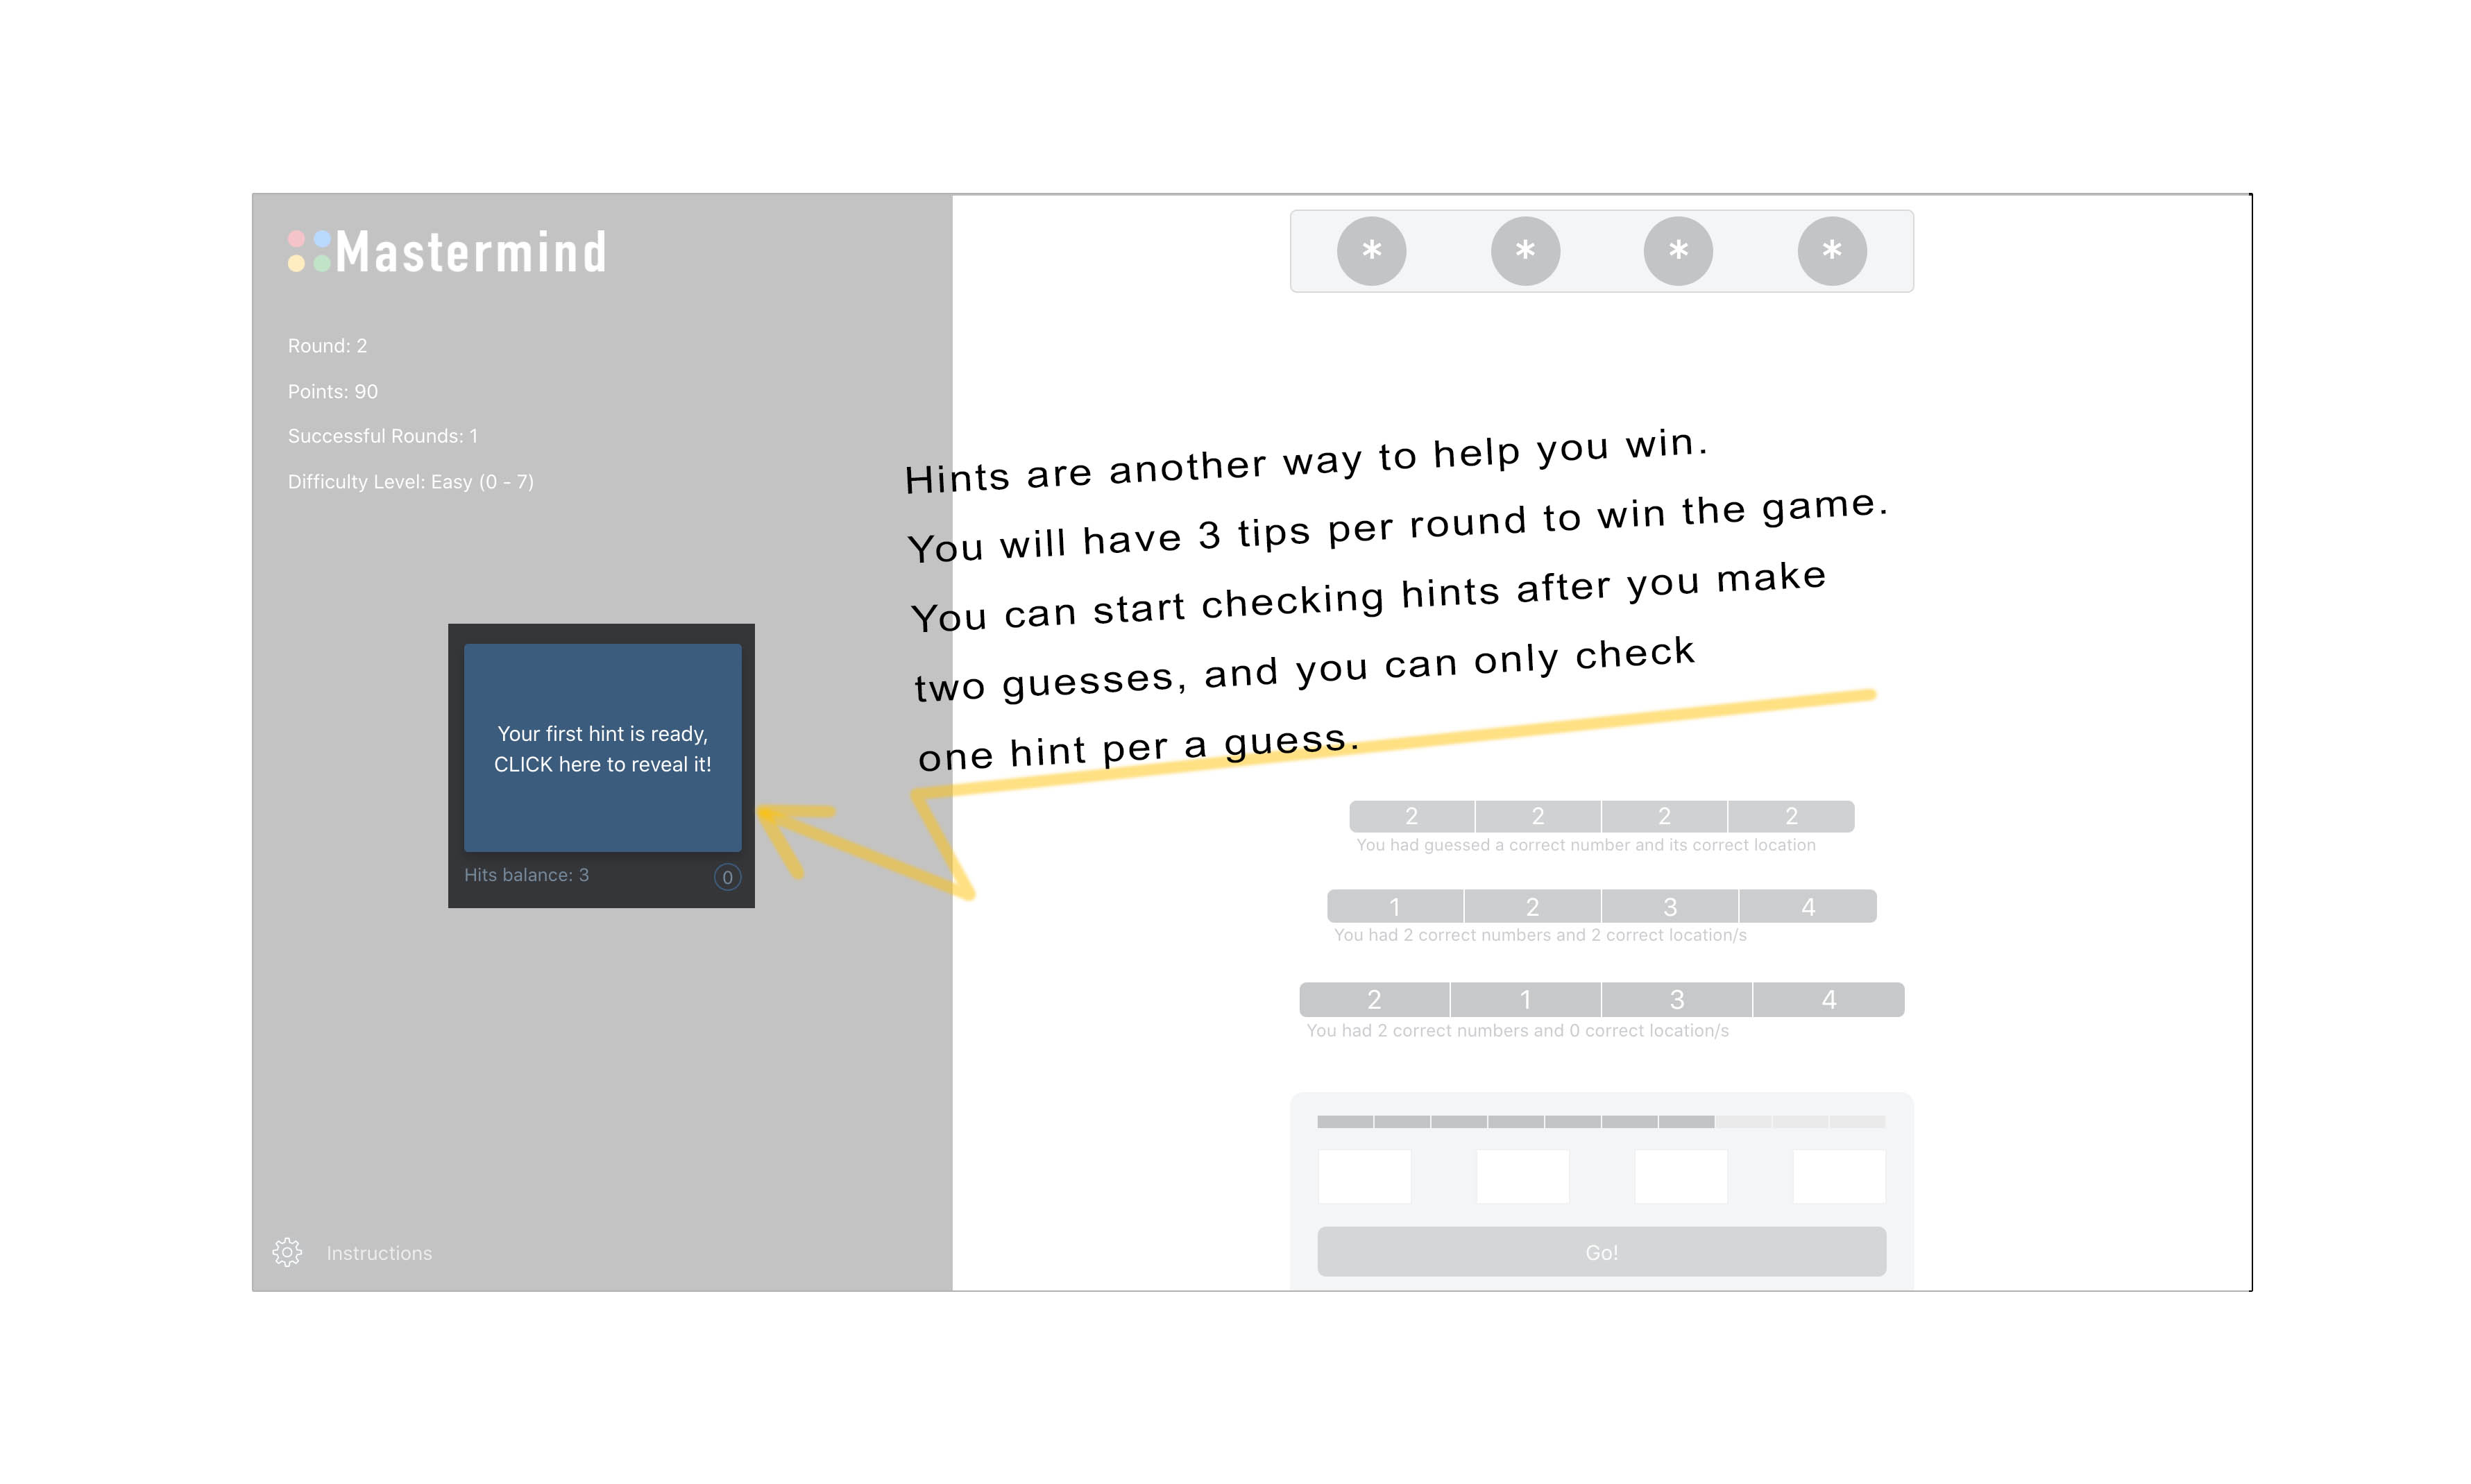 Mastermind
Round: 2
Points: 90
Successful Rounds: 1
Difficulty Level: Easy (0 - 7)
Your first hint is ready,
CLICK here to reveal it!
Hits balance: 3
0
Instructions
* * * *
Hints are another way to help you win.
You will have 3 tips per round to win the game.
You can start checking hints after you make
two guesses, and you can only check
one hint per a guess.
2 2 2 2
You had guessed a correct number and its correct location
1 2 3 4
You had 2 correct numbers and 2 correct location/s
2 1 3 4
You had 2 correct numbers and 0 correct location/s
Go!